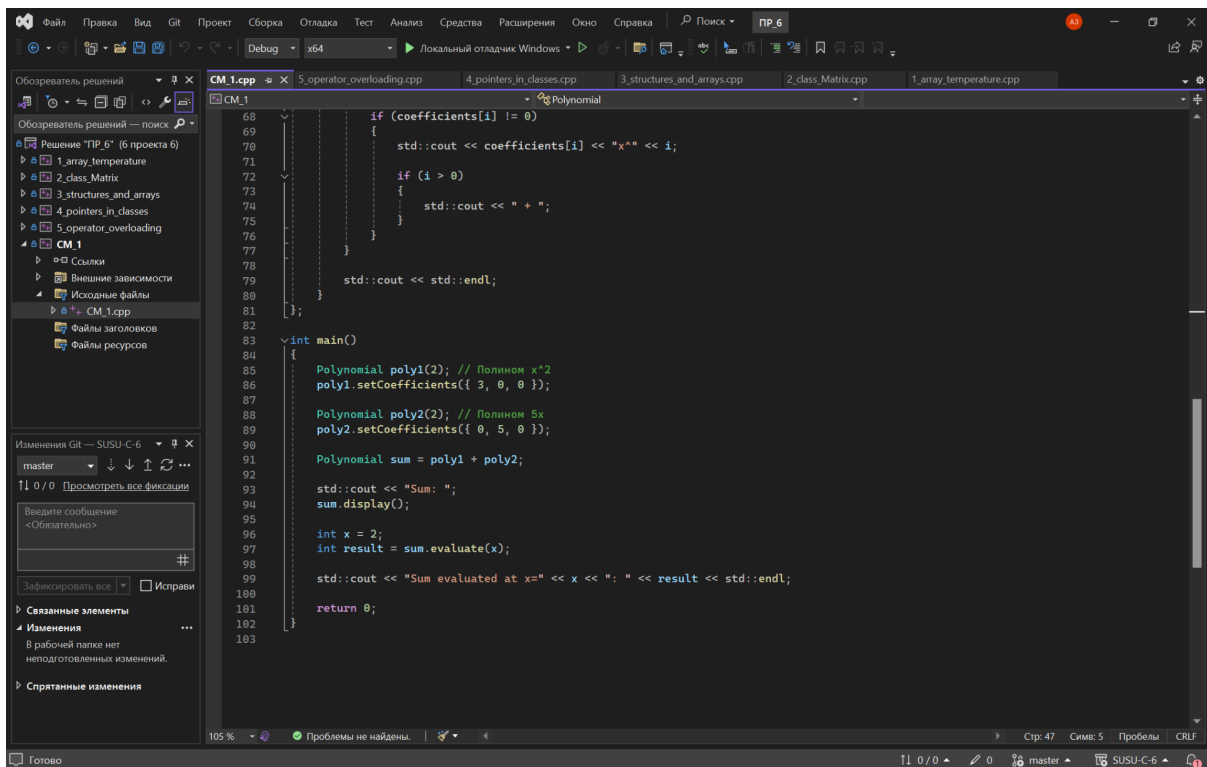 Файл Правка Вид Git Проект Сборка Отладка Тест Анализ Средства Расширения Окно Справка Поиск ПР_6 АЗ
Debug x64 Локальный отладчик Windows
Обозреватель решений
Обозреватель решений — поиск
Решение "ПР_6" (6 проекта 6)
1_array_temperature
2_class_Matrix
3_structures_and_arrays
4_pointers_in_classes
5_operator_overloading
CM_1
Ссылки
Внешние зависимости
Исходные файлы
CM_1.cpp
Файлы заголовков
Файлы ресурсов
Изменения Git — SUSU-C-6
master
0 / 0 Просмотреть все фиксации
Введите сообщение
<Обязательно>
Зафиксировать все Исправи
Связанные элементы
Изменения
В рабочей папке нет
неподготовленных изменений.
Спрятанные изменения
CM_1.cpp 5_operator_overloading.cpp 4_pointers_in_classes.cpp 3_structures_and_arrays.cpp 2_class_Matrix.cpp 1_array_temperature.cpp
CM_1 Polynomial
68 if (coefficients[i] != 0)
69 {
70 std::cout << coefficients[i] << "x^" << i;
71
72 if (i > 0)
73 {
74 std::cout << " + ";
75 }
76 }
77 }
78
79 std::cout << std::endl;
80 }
81 };
82
83 int main()
84 {
85 Polynomial poly1(2); // Полином x^2
86 poly1.setCoefficients({ 3, 0, 0 });
87
88 Polynomial poly2(2); // Полином 5x
89 poly2.setCoefficients({ 0, 5, 0 });
90
91 Polynomial sum = poly1 + poly2;
92
93 std::cout << "Sum: ";
94 sum.display();
95
96 int x = 2;
97 int result = sum.evaluate(x);
98
99 std::cout << "Sum evaluated at x=" << x << ": " << result << std::endl;
100
101 return 0;
102 }
103
105 % Проблемы не найдены. Стр: 47 Симв: 5 Пробелы CRLF
Готово 0 / 0 0 master SUSU-C-6